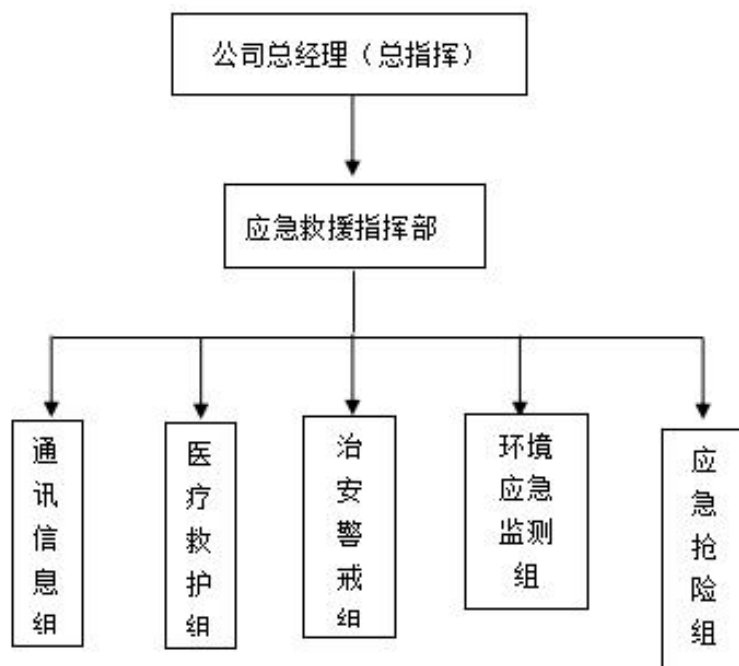 公司总经理（总指挥）
应急救援指挥部
通讯信息组
医疗救护组
治安警戒组
环境
应急
监测
组
应急抢险组